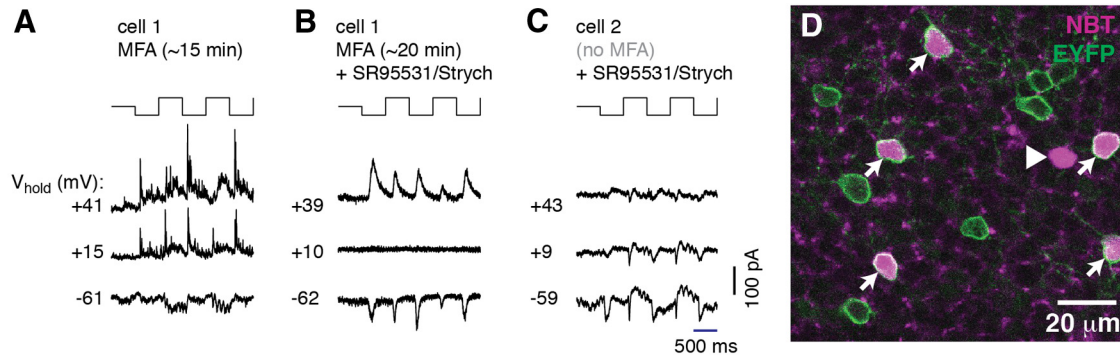 A
cell 1
MFA (~15 min)
V_hold (mV):
+41
+15
-61
B
cell 1
MFA (~20 min)
+ SR95531/Strych
+39
+10
-62
C
cell 2
(no MFA)
+ SR95531/Strych
+43
+9
-59
100 pA
500 ms
D
NBT
EYFP
20 μm